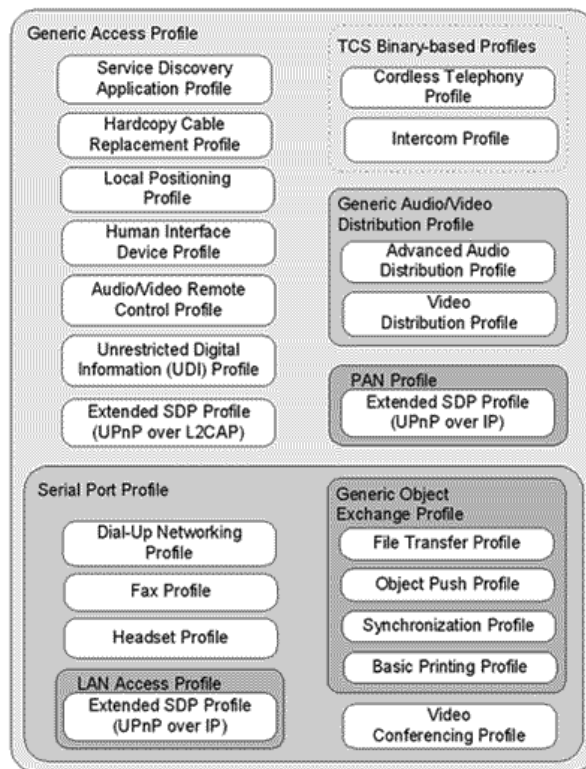 Generic Access Profile
Service Discovery
Application Profile
Hardcopy Cable
Replacement Profile
Local Positioning
Profile
Human Interface
Device Profile
Audio/Video Remote
Control Profile
Unrestricted Digital
Information (UDI) Profile
Extended SDP Profile
(UPnP over L2CAP)
TCS Binary-based Profiles
Cordless Telephony
Profile
Intercom Profile
Generic Audio/Video
Distribution Profile
Advanced Audio
Distribution Profile
Video
Distribution Profile
PAN Profile
Extended SDP Profile
(UPnP over IP)
Serial Port Profile
Dial-Up Networking
Profile
Fax Profile
Headset Profile
LAN Access Profile
Extended SDP Profile
(UPnP over IP)
Generic Object
Exchange Profile
File Transfer Profile
Object Push Profile
Synchronization Profile
Basic Printing Profile
Video
Conferencing Profile